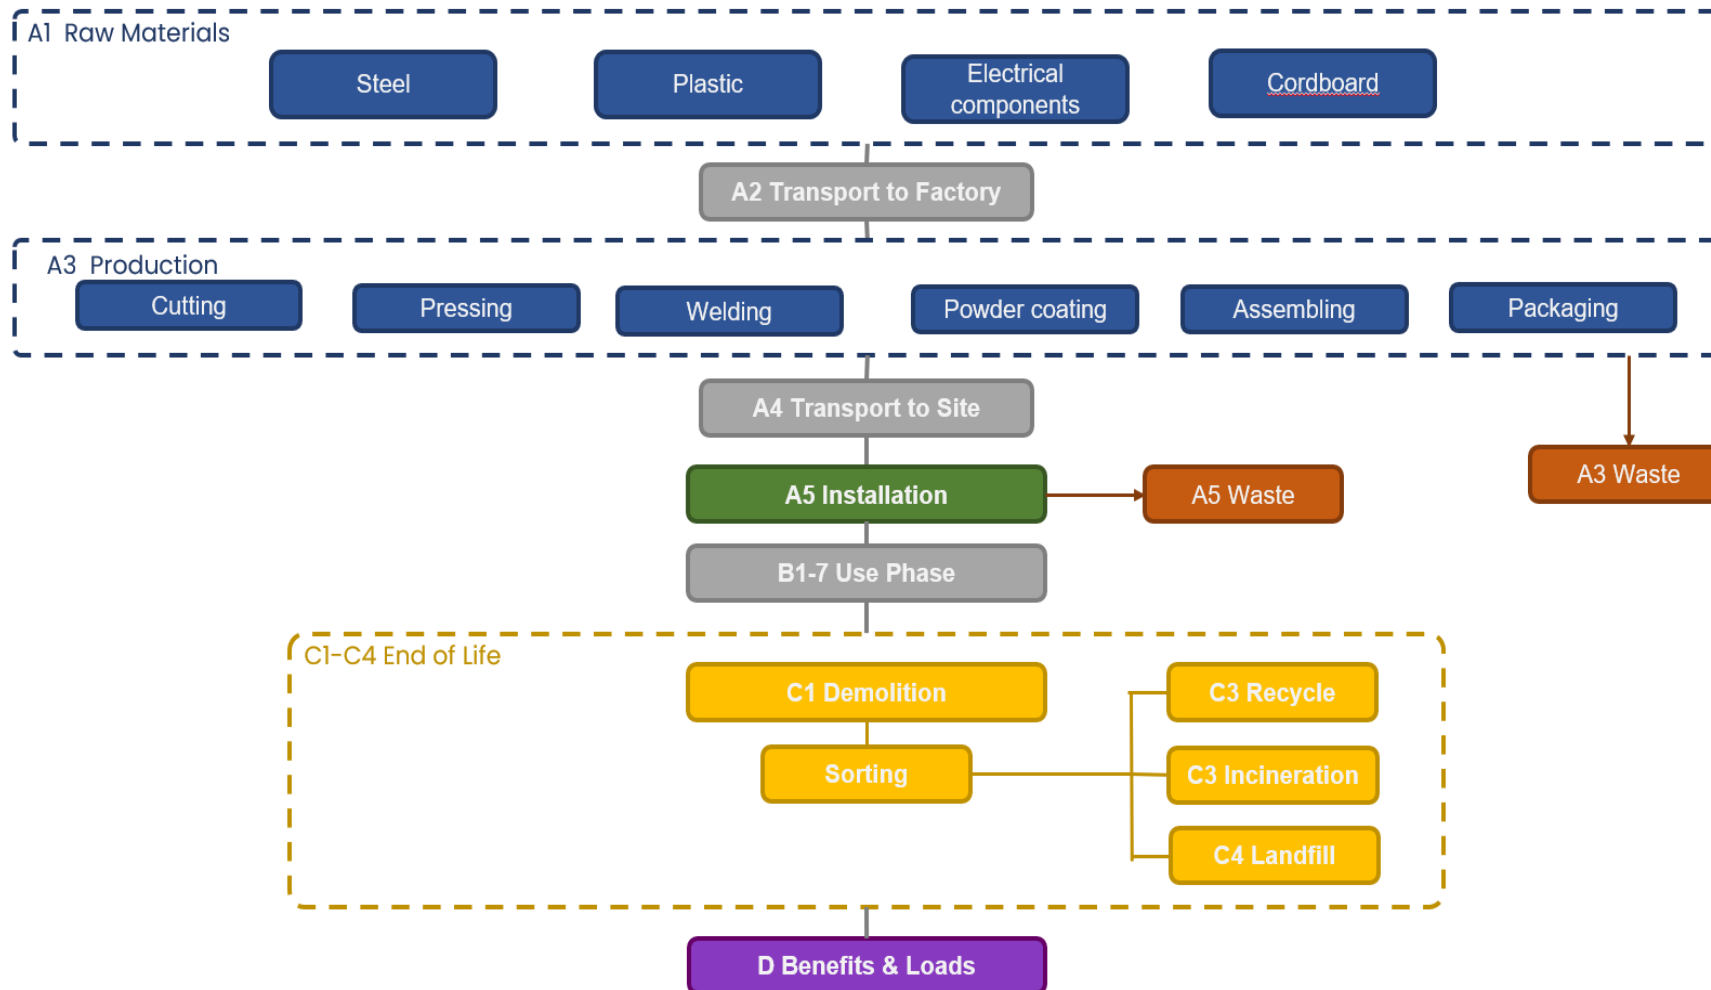 A1 Raw Materials
Steel
Plastic
Electrical
components
Cordboard
A2 Transport to Factory
A3 Production
Cutting
Pressing
Welding
Powder coating
Assembling
Packaging
A4 Transport to Site
A5 Installation
A5 Waste
A3 Waste
B1-7 Use Phase
C1-C4 End of Life
C1 Demolition
C3 Recycle
Sorting
C3 Incineration
C4 Landfill
D Benefits & Loads